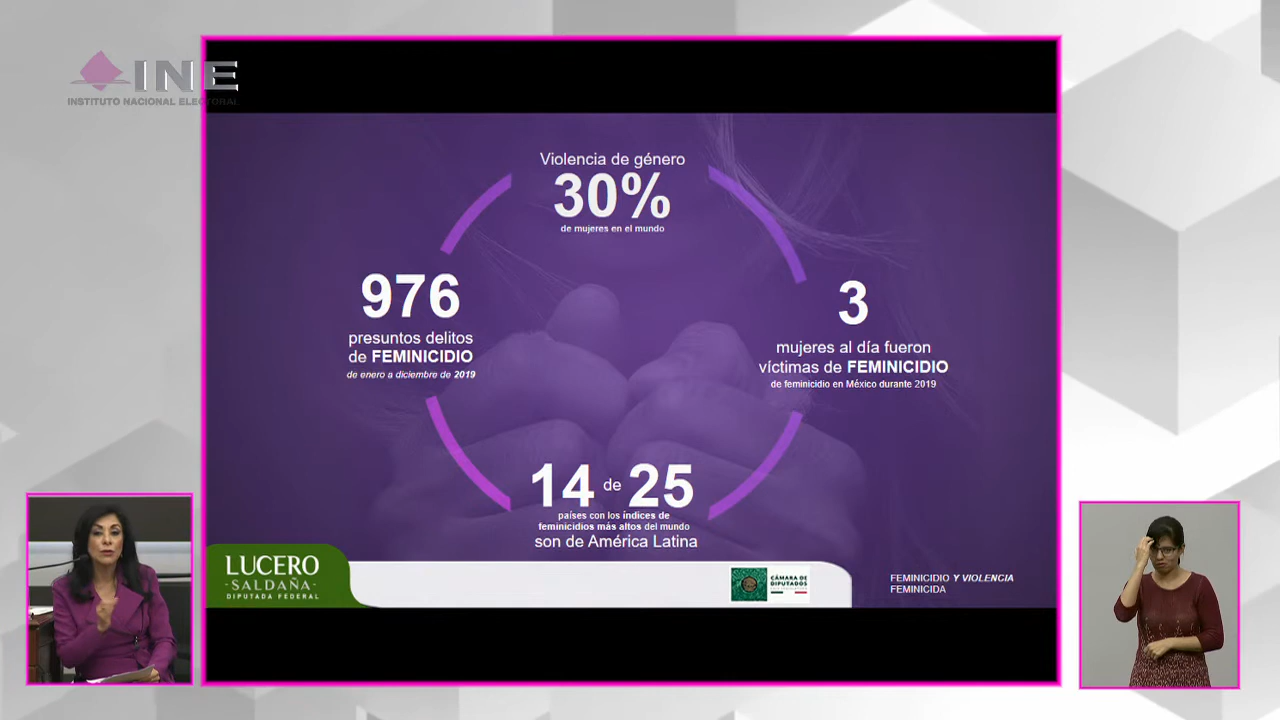 INE
INSTITUTO NACIONAL ELECTORAL
Violencia de género
30%
de mujeres en el mundo
976
presuntos delitos
de FEMINICIDIO
de enero a diciembre de 2019
3
mujeres al día fueron
víctimas de FEMINICIDIO
de feminicidio en México durante 2019
14 de 25
países con los índices de
feminicidios más altos del mundo
son de América Latina
LUCERO
-SALDAÑA-
DIPUTADA FEDERAL
CÁMARA DE
DIPUTADOS
FEMINICIDIO Y VIOLENCIA
FEMINICIDA